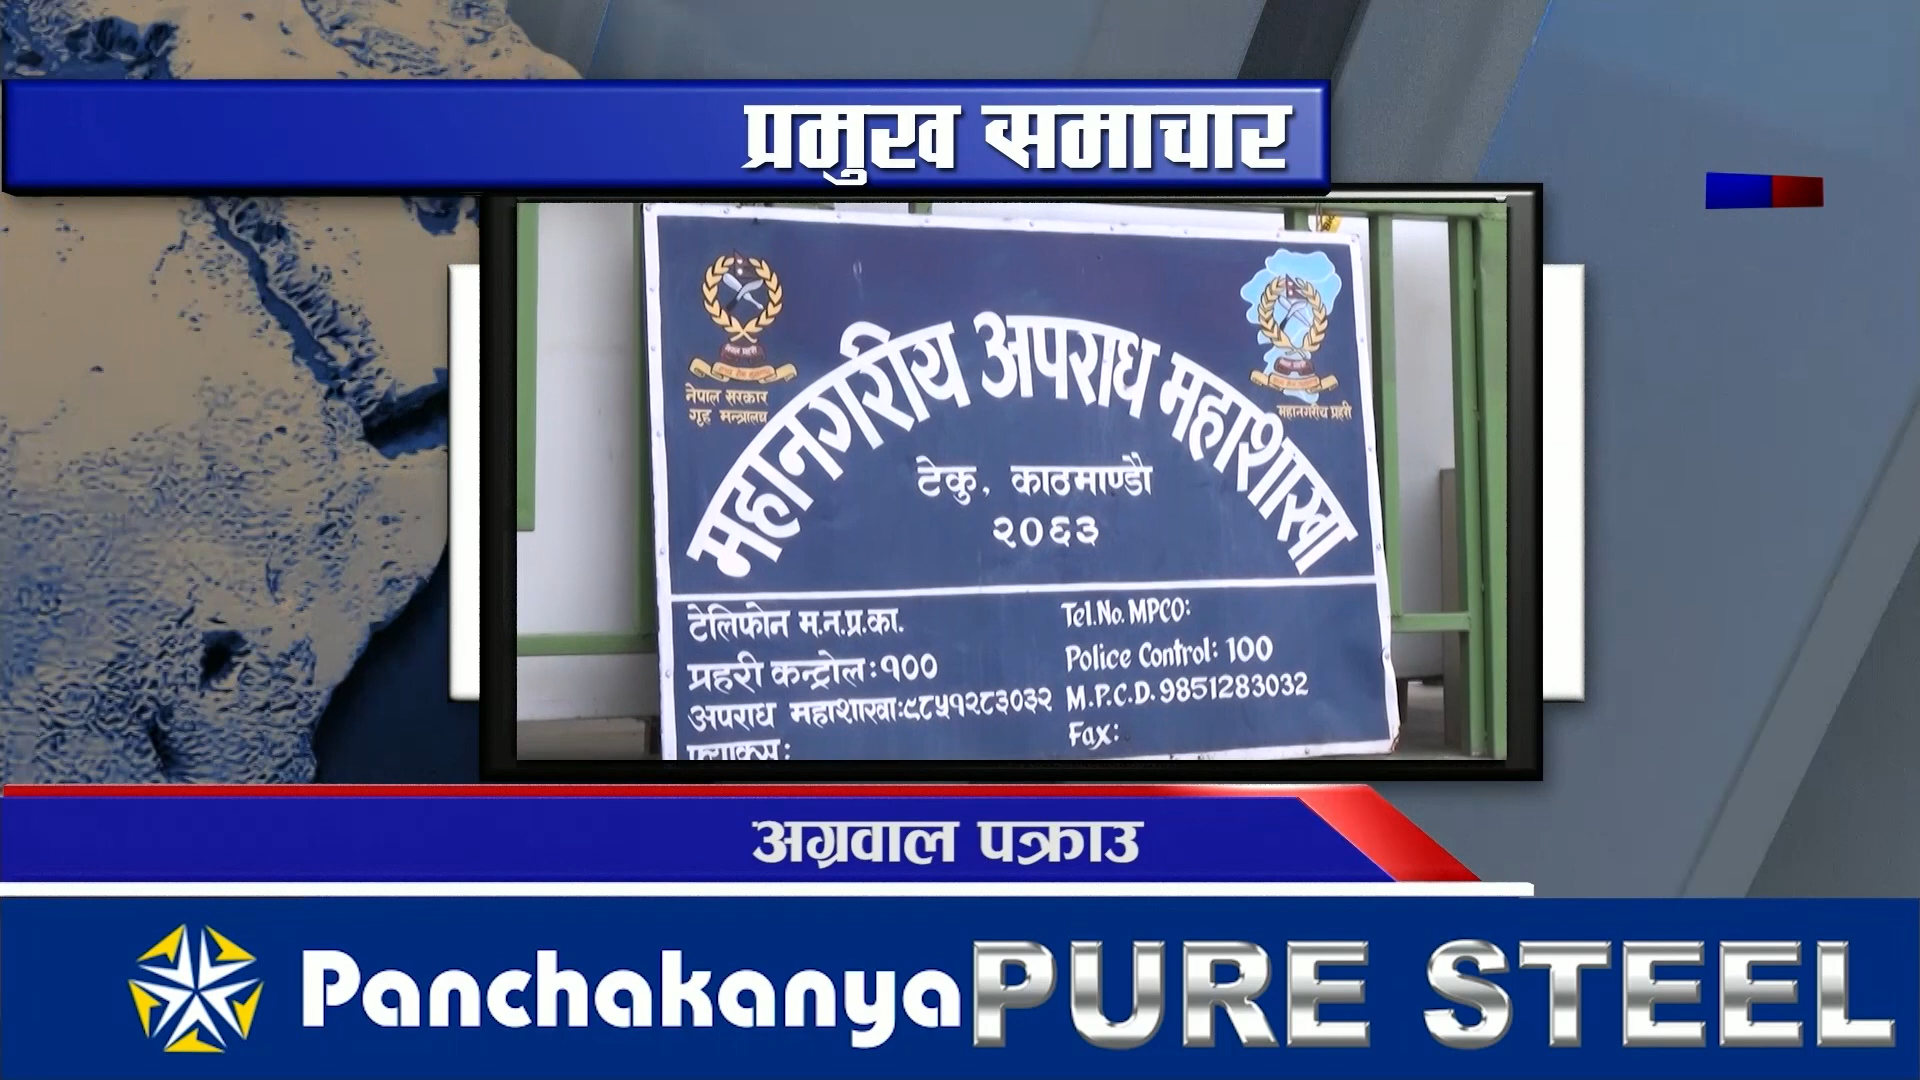 प्रमुख समाचार
नेपाल सरकार
गृह मन्त्रालय
महानगरीय प्रहरी
महानगरीय अपराध महाशाखा
टेकु, काठमाण्डौ
२०६३
टेलिफोन म.न.प्र.का.
प्रहरी कन्ट्रोल:१००
अपराध महाशाखा:९८५१२८३०३२
फ्याक्स:
Tel.No. MPCO:
Police Control: 100
M.P.C.D. 9851283032
Fax:
अग्रवाल पक्राउ
Panchakanya PURE STEEL